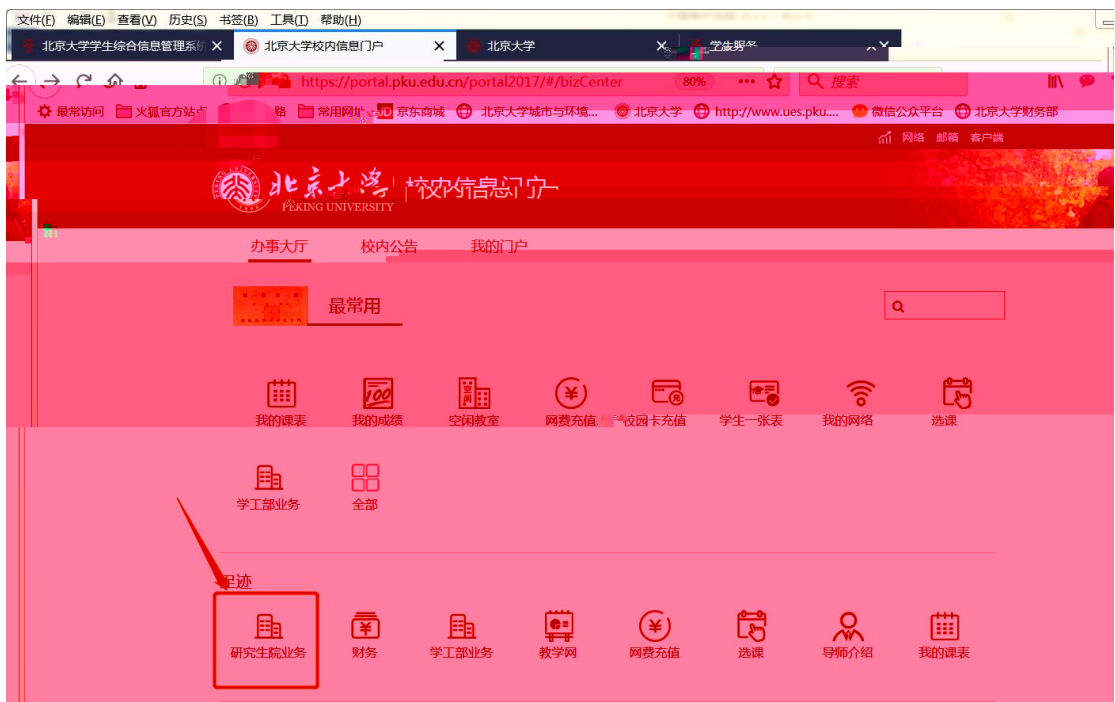 文件(F) 编辑(E) 查看(V) 历史(S) 书签(B) 工具(T) 帮助(H)
北京大学学生综合信息管理系统 北京大学校内信息门户 北京大学 学生服务
https://portal.pku.edu.cn/portal2017/#/bizCenter 80% 搜索
最常访问 火狐官方站点 常用网址 JD 京东商城 北京大学城市与环境... 北京大学 http://www.ues.pku.... 微信公众平台 北京大学财务部
网络 邮箱 客户端
北京大学 校内信息门户
PEKING UNIVERSITY
办事大厅 校内公告 我的门户
最常用
我的课表 我的成绩 空闲教室 网费充值 校园卡充值 学生一张表 我的网络 选课
学工部业务 全部
足迹
研究生院业务 财务 学工部业务 教学网 网费充值 选课 导师介绍 我的课表